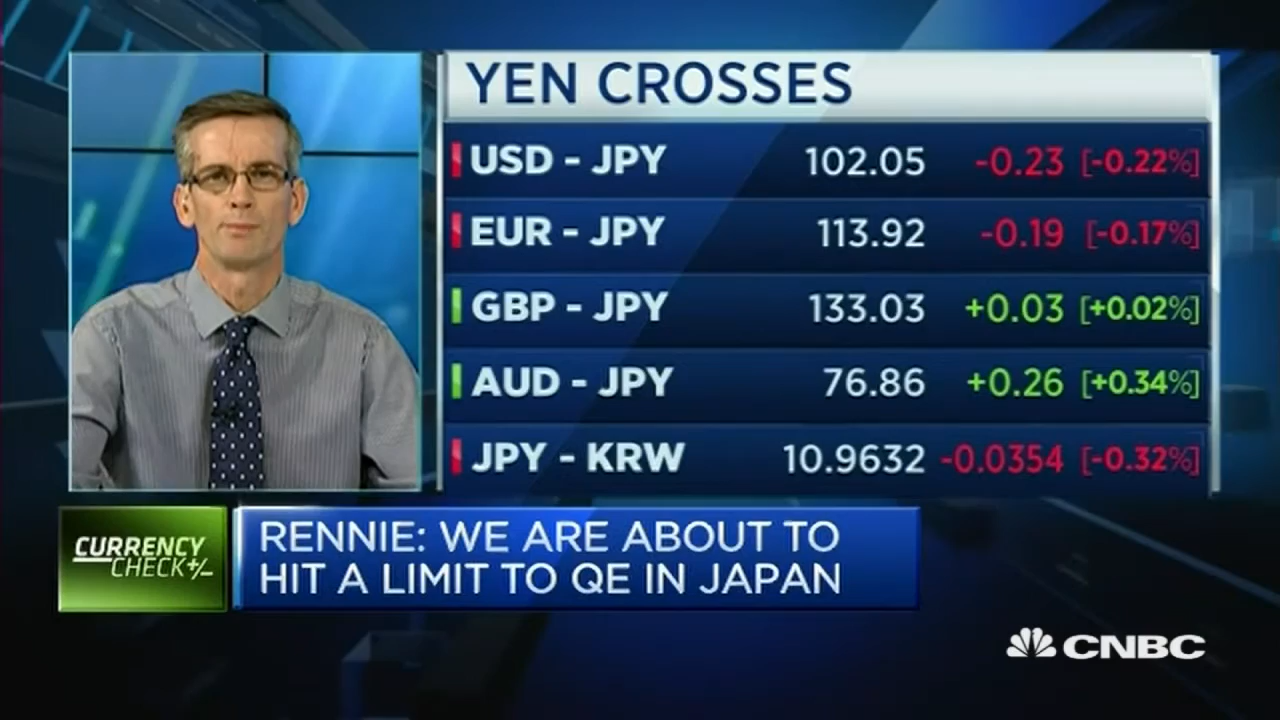 YEN CROSSES
USD - JPY 102.05 -0.23 [-0.22%]
EUR - JPY 113.92 -0.19 [-0.17%]
GBP - JPY 133.03 +0.03 [+0.02%]
AUD - JPY 76.86 +0.26 [+0.34%]
JPY - KRW 10.9632 -0.0354 [-0.32%]
CURRENCY
CHECK+/-
RENNIE: WE ARE ABOUT TO
HIT A LIMIT TO QE IN JAPAN
CNBC